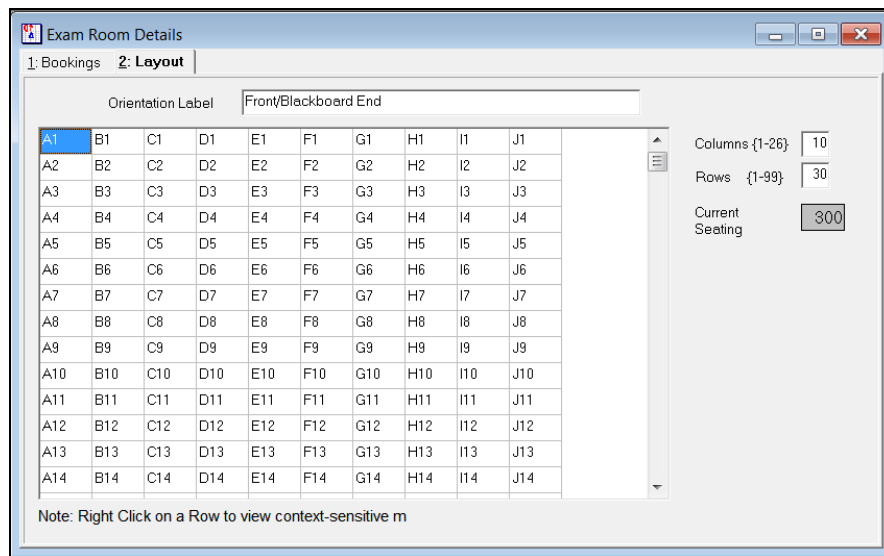 Exam Room Details
1: Bookings 2: Layout
Orientation Label Front/Blackboard End
A1 B1 C1 D1 E1 F1 G1 H1 I1 J1
A2 B2 C2 D2 E2 F2 G2 H2 I2 J2
A3 B3 C3 D3 E3 F3 G3 H3 I3 J3
A4 B4 C4 D4 E4 F4 G4 H4 I4 J4
A5 B5 C5 D5 E5 F5 G5 H5 I5 J5
A6 B6 C6 D6 E6 F6 G6 H6 I6 J6
A7 B7 C7 D7 E7 F7 G7 H7 I7 J7
A8 B8 C8 D8 E8 F8 G8 H8 I8 J8
A9 B9 C9 D9 E9 F9 G9 H9 I9 J9
A10 B10 C10 D10 E10 F10 G10 H10 I10 J10
A11 B11 C11 D11 E11 F11 G11 H11 I11 J11
A12 B12 C12 D12 E12 F12 G12 H12 I12 J12
A13 B13 C13 D13 E13 F13 G13 H13 I13 J13
A14 B14 C14 D14 E14 F14 G14 H14 I14 J14
Columns {1-26} 10
Rows {1-99} 30
Current
Seating 300
Note: Right Click on a Row to view context-sensitive m